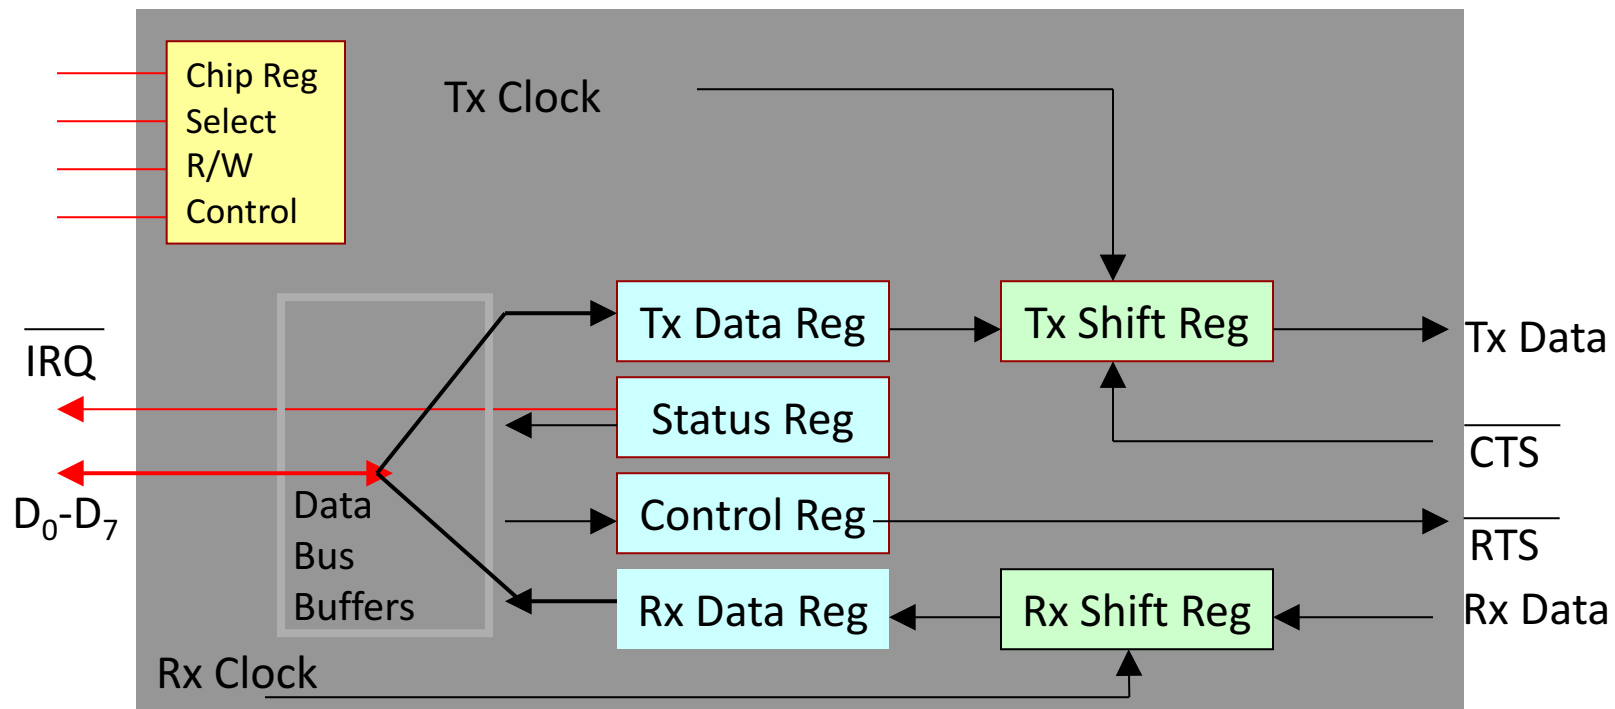 Chip Reg
Select
R/W
Control
Tx Clock
Tx Data Reg
Tx Shift Reg
Tx Data
IRQ
Status Reg
CTS
D₀-D₇
Data
Bus
Buffers
Control Reg
RTS
Rx Data Reg
Rx Shift Reg
Rx Data
Rx Clock